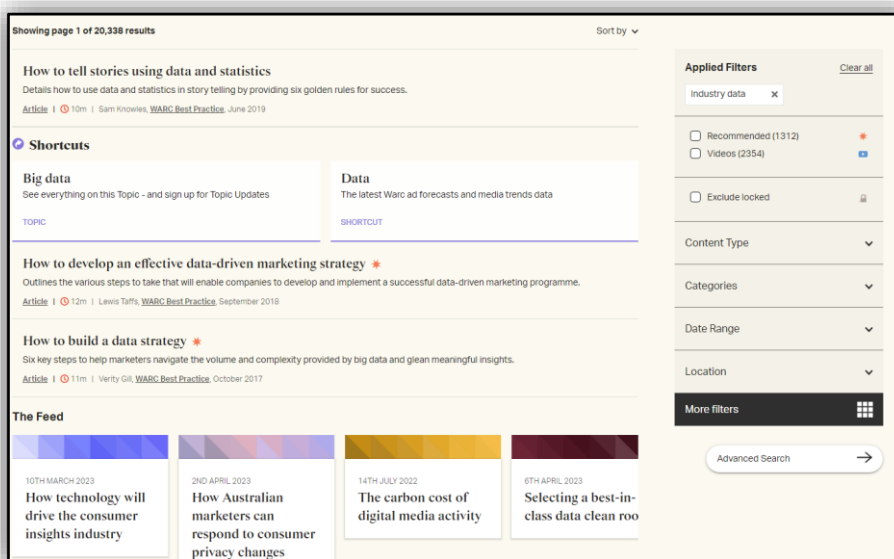 Showing page 1 of 20,338 results
Sort by
How to tell stories using data and statistics
Details how to use data and statistics in story telling by providing six golden rules for success.
Article | 10m | Sam Knowles, WARC Best Practice, June 2019
Shortcuts
Big data
See everything on this Topic - and sign up for Topic Updates
TOPIC
Data
The latest Warc ad forecasts and media trends data
SHORTCUT
How to develop an effective data-driven marketing strategy
Outlines the various steps to take that will enable companies to develop and implement a successful data-driven marketing programme.
Article | 12m | Lewis Taffs, WARC Best Practice, September 2018
How to build a data strategy
Six key steps to help marketers navigate the volume and complexity provided by big data and glean meaningful insights.
Article | 11m | Verity Gill, WARC Best Practice, October 2017
The Feed
10TH MARCH 2023
How technology will
drive the consumer
insights industry
2ND APRIL 2023
How Australian
marketers can
respond to consumer
privacy changes
14TH JULY 2022
The carbon cost of
digital media activity
6TH APRIL 2023
Selecting a best-in-
class data clean roo
Applied Filters
Clear all
Industry data x
Recommended (1312)
Videos (2354)
Exclude locked
Content Type
Categories
Date Range
Location
More filters
Advanced Search